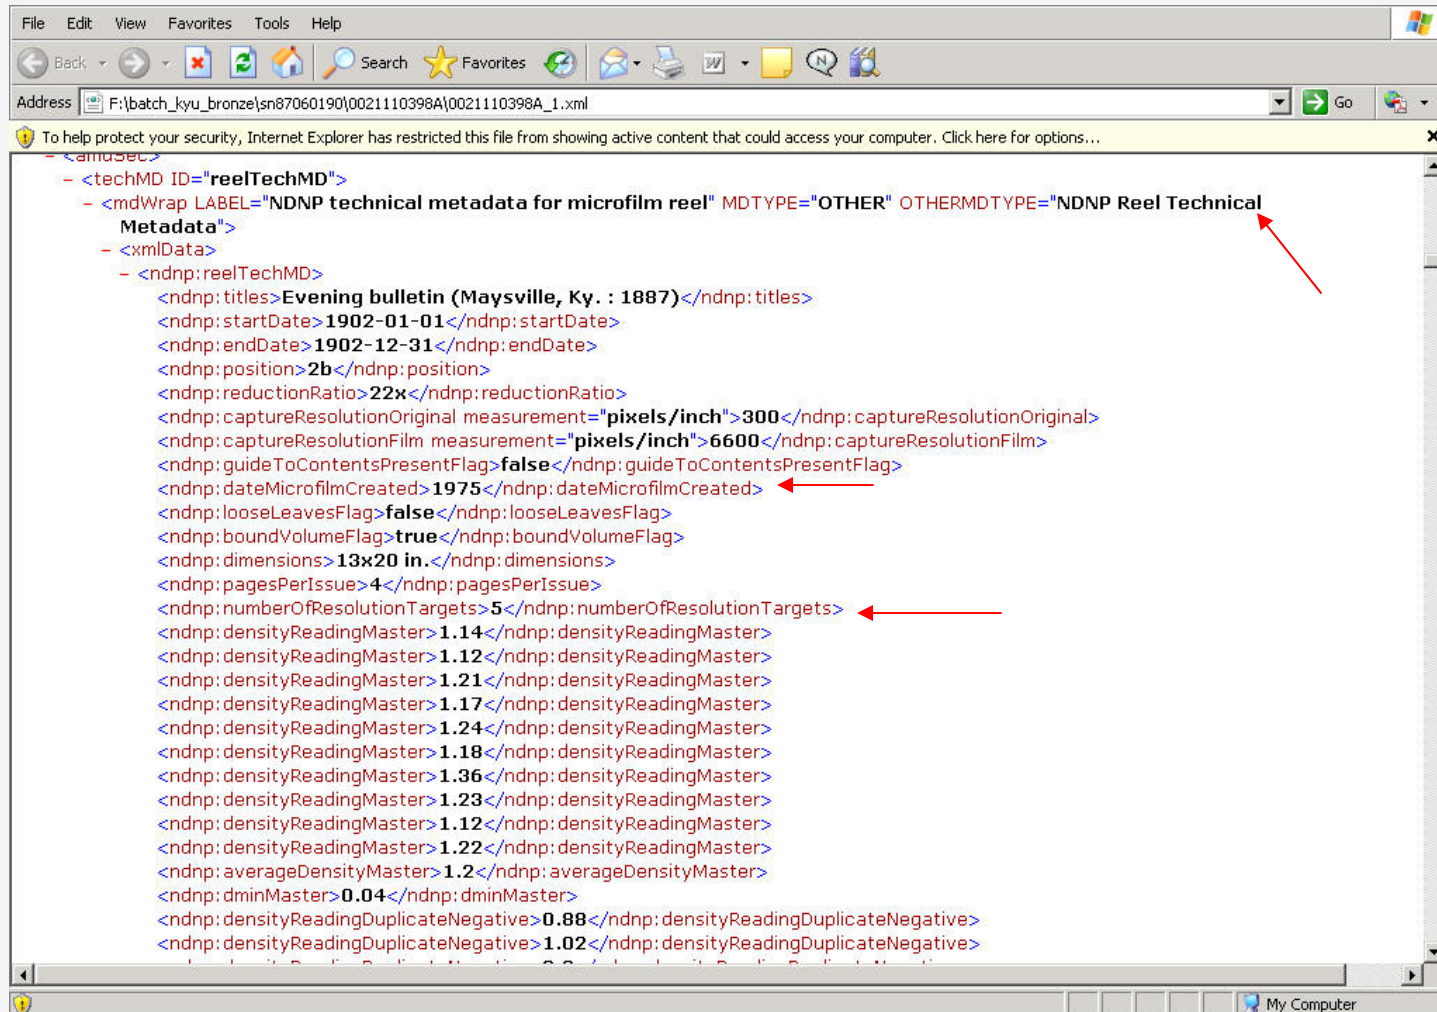 File Edit View Favorites Tools Help
Back Search Favorites
Address F:\batch_kyu_bronze\sn87060190\0021110398A\0021110398A_1.xml Go
To help protect your security, Internet Explorer has restricted this file from showing active content that could access your computer. Click here for options...
- <amdSec>
- <techMD ID="reelTechMD">
- <mdWrap LABEL="NDNP technical metadata for microfilm reel" MDTYPE="OTHER" OTHERMDTYPE="NDNP Reel Technical
Metadata">
- <xmlData>
- <ndnp:reelTechMD>
<ndnp:titles>Evening bulletin (Maysville, Ky. : 1887)</ndnp:titles>
<ndnp:startDate>1902-01-01</ndnp:startDate>
<ndnp:endDate>1902-12-31</ndnp:endDate>
<ndnp:position>2b</ndnp:position>
<ndnp:reductionRatio>22x</ndnp:reductionRatio>
<ndnp:captureResolutionOriginal measurement="pixels/inch">300</ndnp:captureResolutionOriginal>
<ndnp:captureResolutionFilm measurement="pixels/inch">6600</ndnp:captureResolutionFilm>
<ndnp:guideToContentsPresentFlag>false</ndnp:guideToContentsPresentFlag>
<ndnp:dateMicrofilmCreated>1975</ndnp:dateMicrofilmCreated>
<ndnp:looseLeavesFlag>false</ndnp:looseLeavesFlag>
<ndnp:boundVolumeFlag>true</ndnp:boundVolumeFlag>
<ndnp:dimensions>13x20 in.</ndnp:dimensions>
<ndnp:pagesPerIssue>4</ndnp:pagesPerIssue>
<ndnp:numberOfResolutionTargets>5</ndnp:numberOfResolutionTargets>
<ndnp:densityReadingMaster>1.14</ndnp:densityReadingMaster>
<ndnp:densityReadingMaster>1.12</ndnp:densityReadingMaster>
<ndnp:densityReadingMaster>1.21</ndnp:densityReadingMaster>
<ndnp:densityReadingMaster>1.17</ndnp:densityReadingMaster>
<ndnp:densityReadingMaster>1.24</ndnp:densityReadingMaster>
<ndnp:densityReadingMaster>1.18</ndnp:densityReadingMaster>
<ndnp:densityReadingMaster>1.36</ndnp:densityReadingMaster>
<ndnp:densityReadingMaster>1.23</ndnp:densityReadingMaster>
<ndnp:densityReadingMaster>1.12</ndnp:densityReadingMaster>
<ndnp:densityReadingMaster>1.22</ndnp:densityReadingMaster>
<ndnp:averageDensityMaster>1.2</ndnp:averageDensityMaster>
<ndnp:dminMaster>0.04</ndnp:dminMaster>
<ndnp:densityReadingDuplicateNegative>0.88</ndnp:densityReadingDuplicateNegative>
<ndnp:densityReadingDuplicateNegative>1.02</ndnp:densityReadingDuplicateNegative>
My Computer